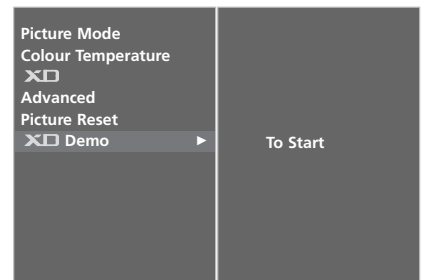 Picture Mode
Colour Temperature
XD
Advanced
Picture Reset
XD Demo ►
To Start